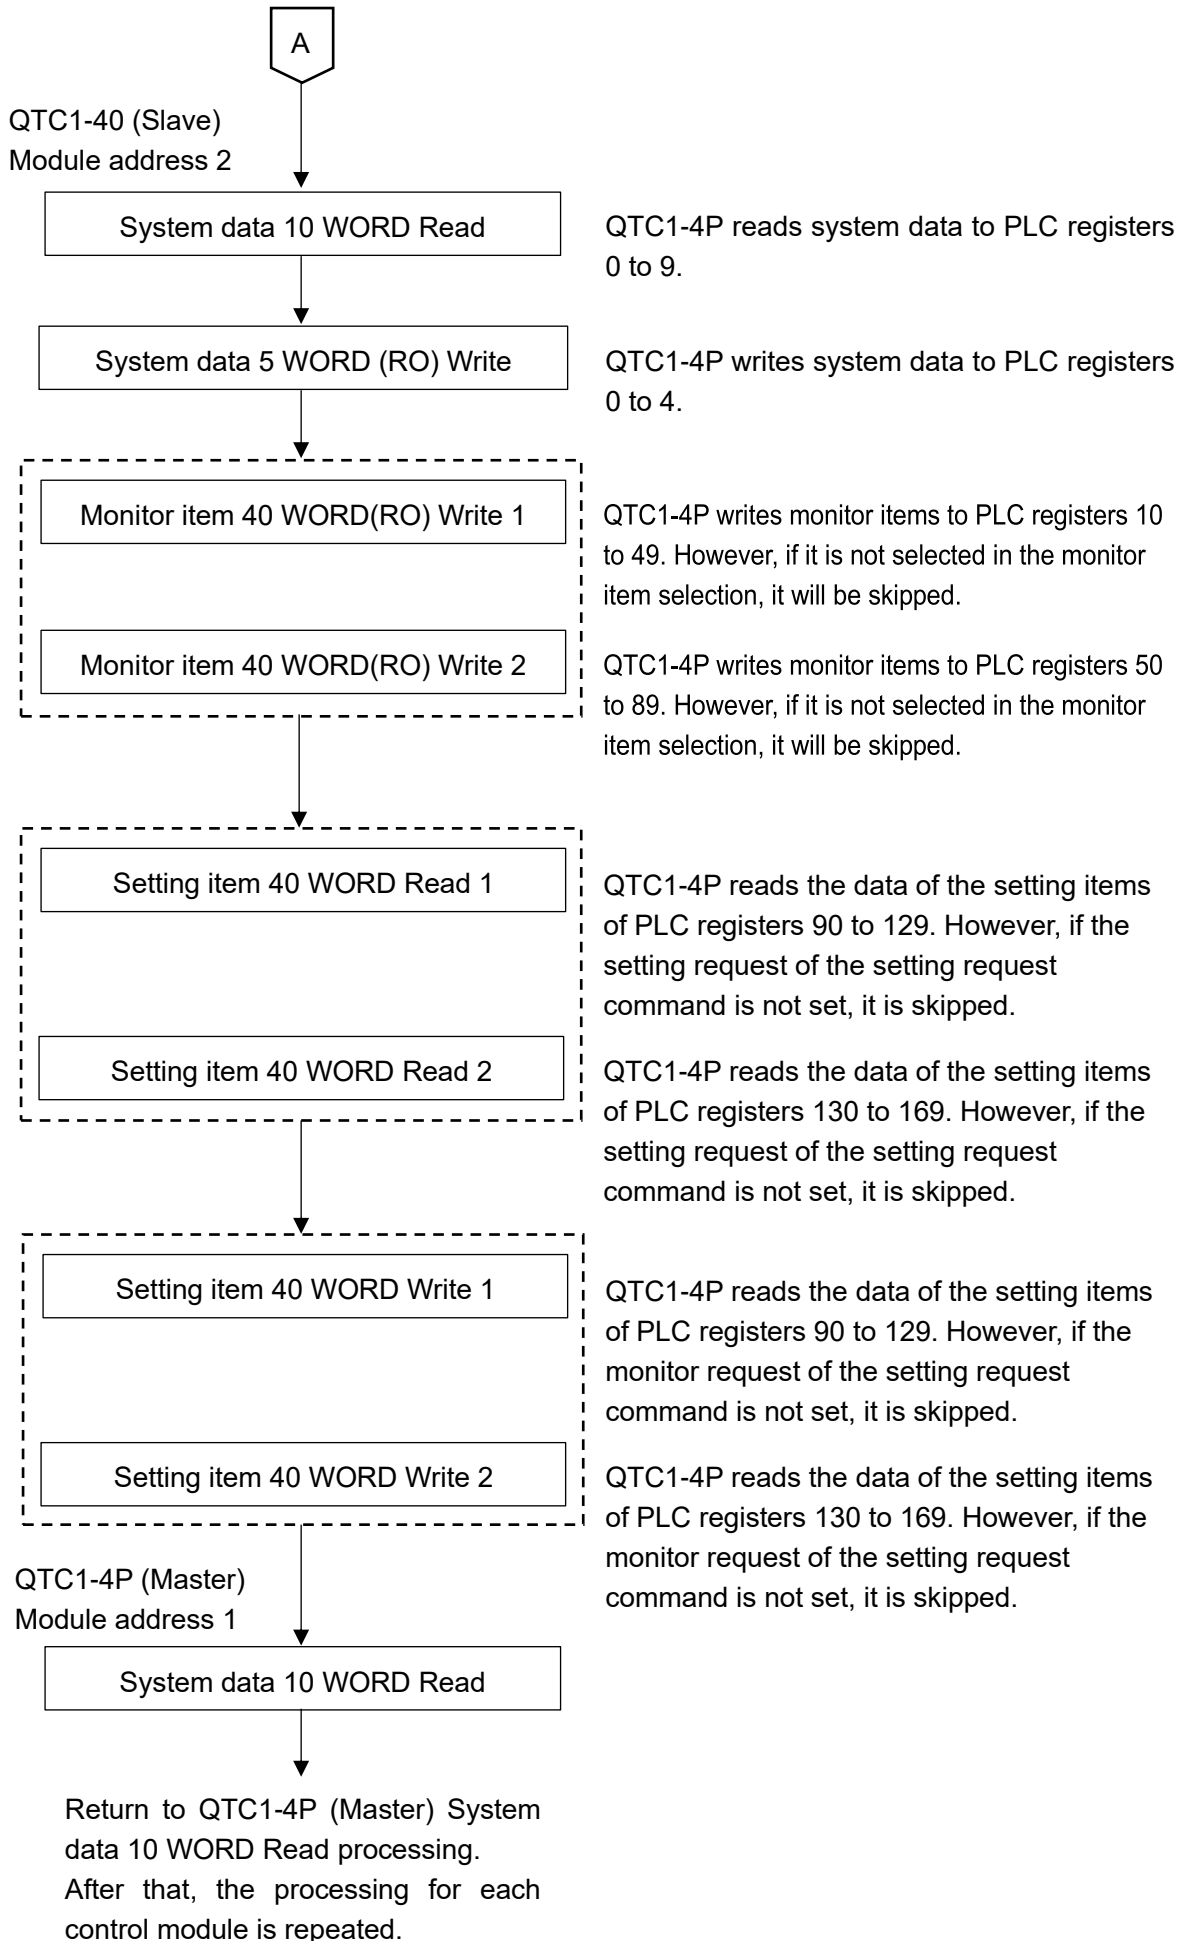 A
QTC1-40 (Slave)
Module address 2
System data 10 WORD Read
QTC1-4P reads system data to PLC registers
0 to 9.
System data 5 WORD (RO) Write
QTC1-4P writes system data to PLC registers
0 to 4.
Monitor item 40 WORD(RO) Write 1
QTC1-4P writes monitor items to PLC registers 10
to 49. However, if it is not selected in the monitor
item selection, it will be skipped.
Monitor item 40 WORD(RO) Write 2
QTC1-4P writes monitor items to PLC registers 50
to 89. However, if it is not selected in the monitor
item selection, it will be skipped.
Setting item 40 WORD Read 1
QTC1-4P reads the data of the setting items
of PLC registers 90 to 129. However, if the
setting request of the setting request
command is not set, it is skipped.
Setting item 40 WORD Read 2
QTC1-4P reads the data of the setting items
of PLC registers 130 to 169. However, if the
setting request of the setting request
command is not set, it is skipped.
Setting item 40 WORD Write 1
QTC1-4P reads the data of the setting items
of PLC registers 90 to 129. However, if the
monitor request of the setting request
command is not set, it is skipped.
Setting item 40 WORD Write 2
QTC1-4P reads the data of the setting items
of PLC registers 130 to 169. However, if the
monitor request of the setting request
command is not set, it is skipped.
QTC1-4P (Master)
Module address 1
System data 10 WORD Read
Return to QTC1-4P (Master) System
data 10 WORD Read processing.
After that, the processing for each
control module is repeated.